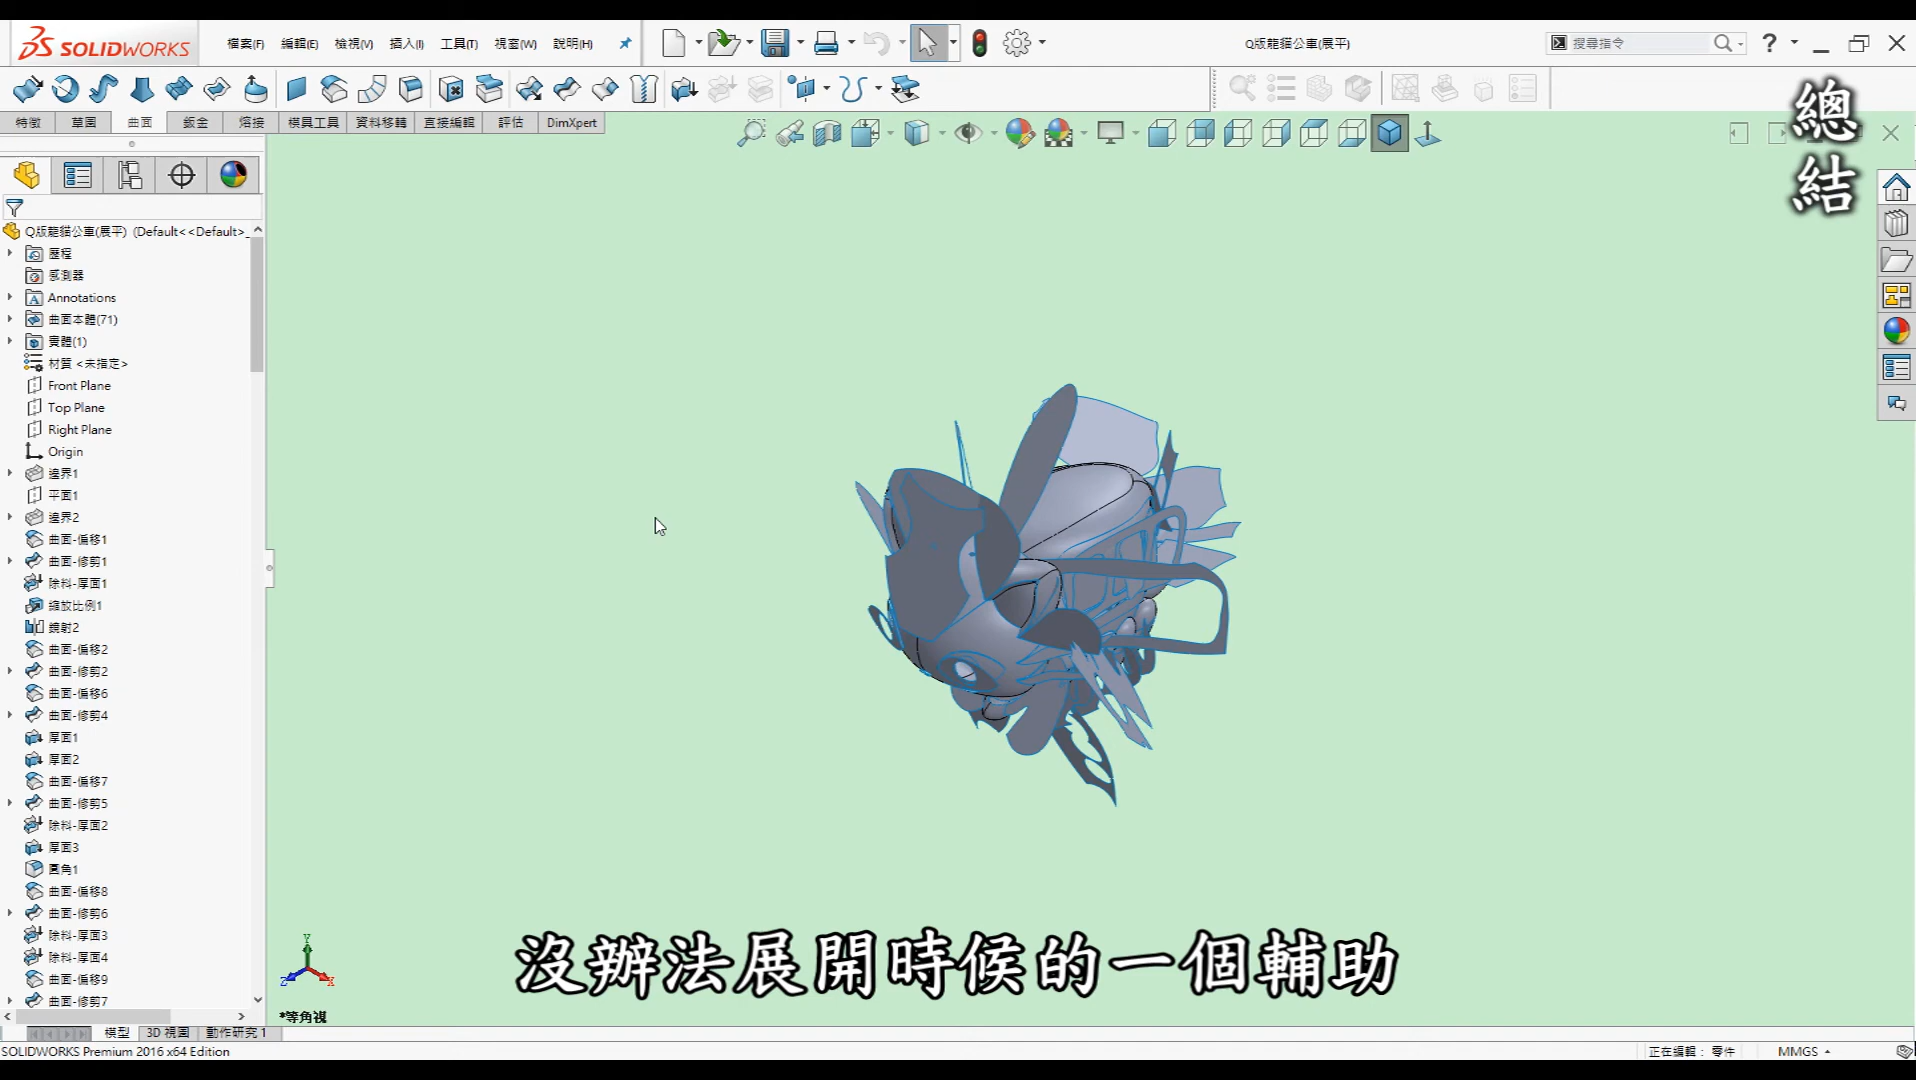 SOLIDWORKS
檔案(F) 編輯(E) 檢視(V) 插入(I) 工具(T) 視窗(W) 說明(H)
Q版龍貓公車(展平)
搜尋指令
?
特徵 草圖 曲面 鈑金 熔接 模具工具 資料移轉 直接編輯 評估 DimXpert
總結
Q版龍貓公車(展平) (Default<<Default>_
歷程
感測器
Annotations
曲面本體(71)
實體(1)
材質 <未指定>
Front Plane
Top Plane
Right Plane
Origin
邊界1
平面1
邊界2
曲面-偏移1
曲面-修剪1
除料-厚面1
縮放比例1
鏡射2
曲面-偏移2
曲面-修剪2
曲面-偏移6
曲面-修剪4
厚面1
厚面2
曲面-偏移7
曲面-修剪5
除料-厚面2
厚面3
圓角1
曲面-偏移8
曲面-修剪6
除料-厚面3
除料-厚面4
曲面-偏移9
曲面-修剪7
Y
Z
X
*等角視
沒辦法展開時候的一個輔助
模型 3D 視圖 動作研究 1
SOLIDWORKS Premium 2016 x64 Edition
正在編輯： 零件
MMGS